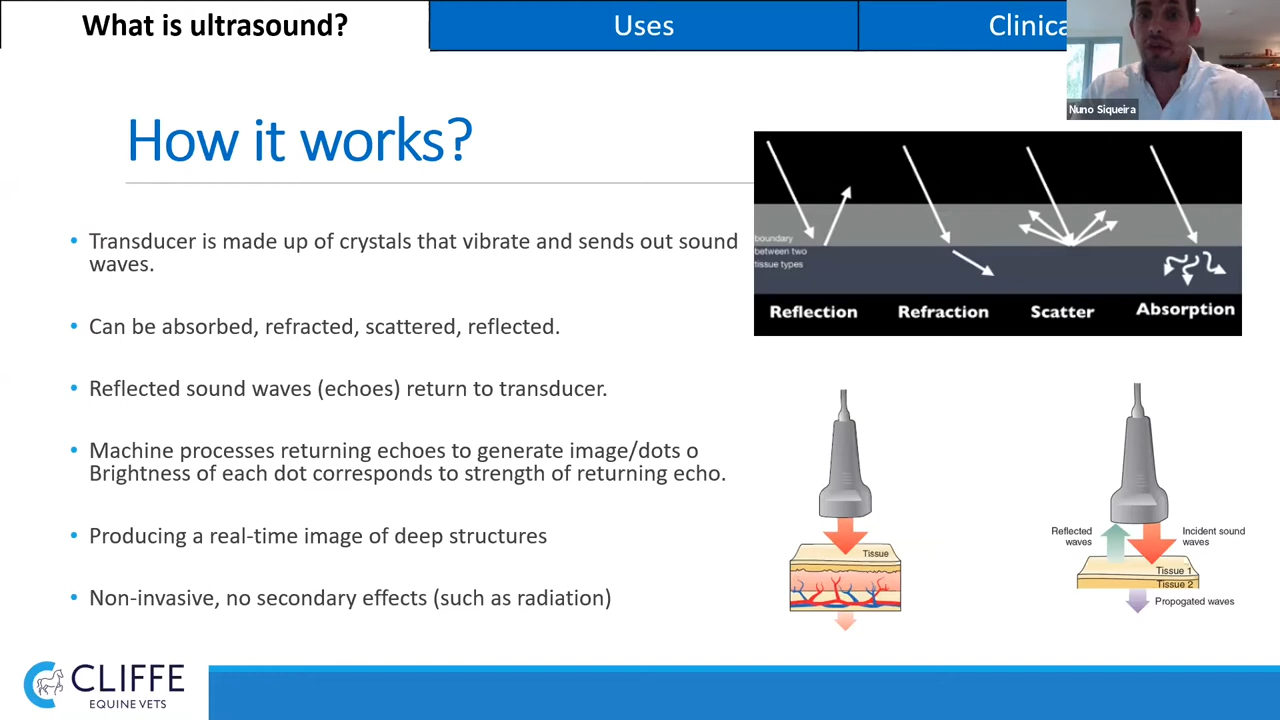 What is ultrasound?
Uses
Clinica
Nuno Siqueira
How it works?
Transducer is made up of crystals that vibrate and sends out sound
waves.
Can be absorbed, refracted, scattered, reflected.
Reflected sound waves (echoes) return to transducer.
Machine processes returning echoes to generate image/dots o
Brightness of each dot corresponds to strength of returning echo.
Producing a real-time image of deep structures
Non-invasive, no secondary effects (such as radiation)
boundary
between two
tissue types
Reflection
Refraction
Scatter
Absorption
Tissue
Reflected
waves
Incident sound
waves
Tissue 1
Tissue 2
Propogated waves
CLIFFE
EQUINE VETS